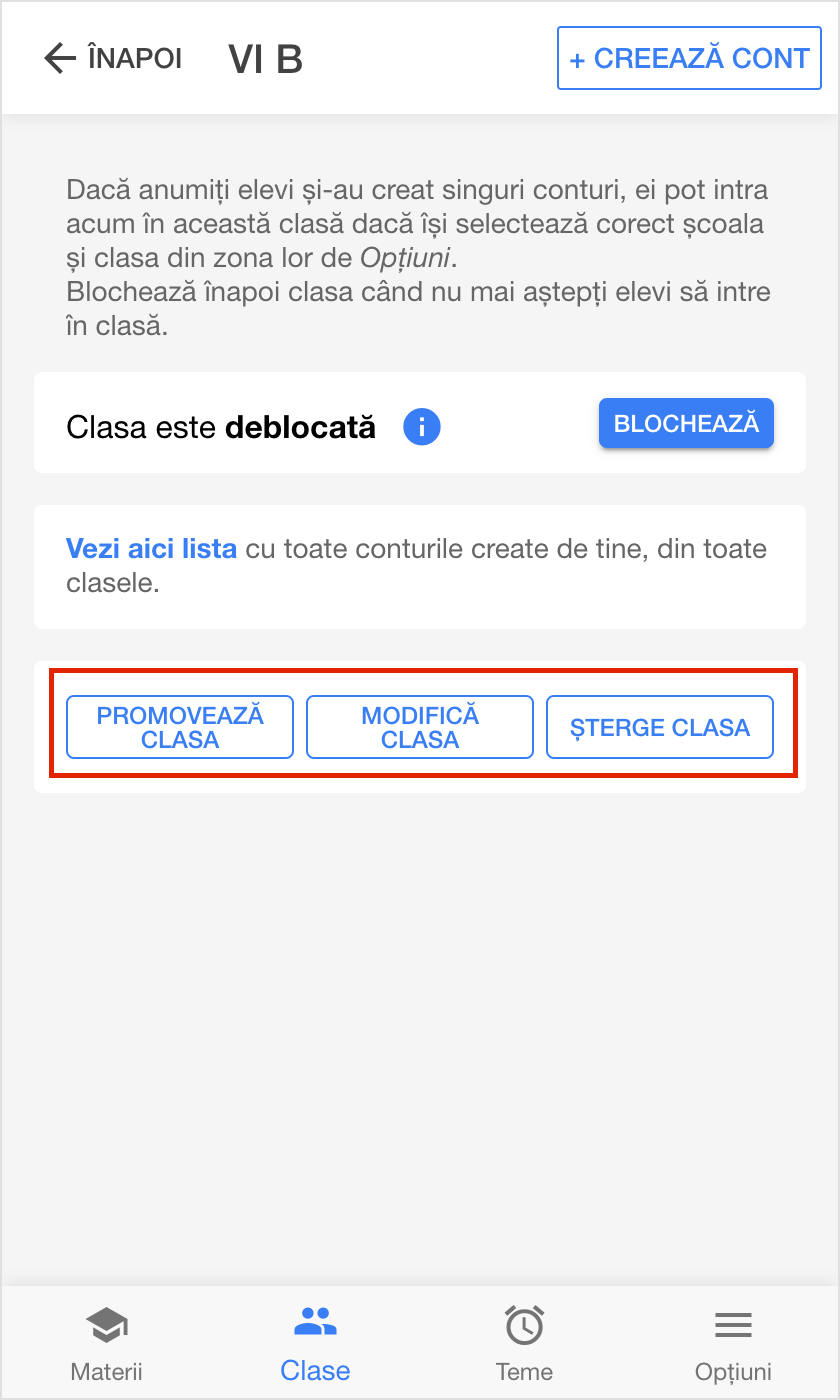 ÎNAPOI VI B + CREEAZĂ CONT
Dacă anumiți elevi și-au creat singuri conturi, ei pot intra
acum în această clasă dacă își selectează corect școala
și clasa din zona lor de Opțiuni.
Blochează înapoi clasa când nu mai aștepți elevi să intre
în clasă.
Clasa este deblocată i BLOCHEAZĂ
Vezi aici lista cu toate conturile create de tine, din toate
clasele.
PROMOVEAZĂ
CLASA
MODIFICĂ
CLASA
ȘTERGE CLASA
Materii Clase Teme Opțiuni